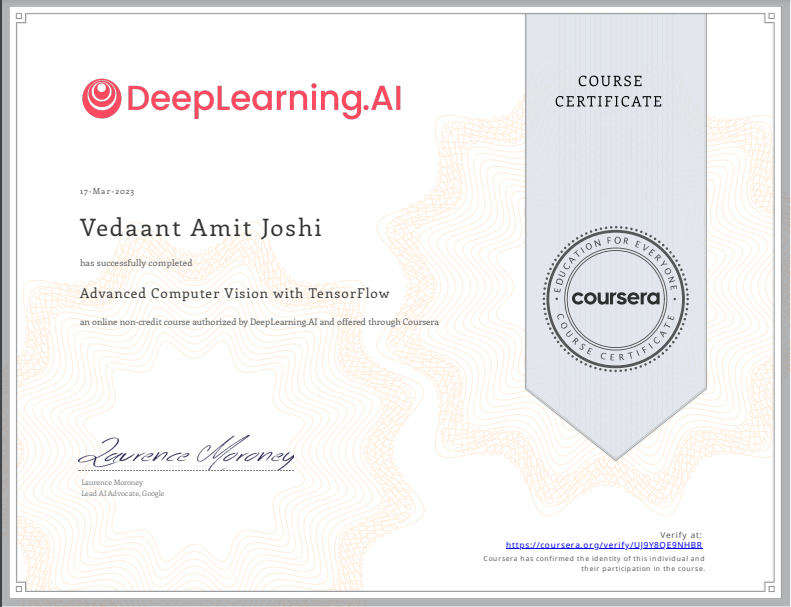 DeepLearning.AI
COURSE
CERTIFICATE
17-Mar-2023
Vedaant Amit Joshi
has successfully completed
Advanced Computer Vision with TensorFlow
an online non-credit course authorized by DeepLearning.AI and offered through Coursera
EDUCATION FOR EVERYONE
coursera
COURSE CERTIFICATE
Laurence Moroney
Laurence Moroney
Lead AI Advocate, Google
Verify at:
https://coursera.org/verify/UJ9Y8QE9NHBR
Coursera has confirmed the identity of this individual and
their participation in the course.